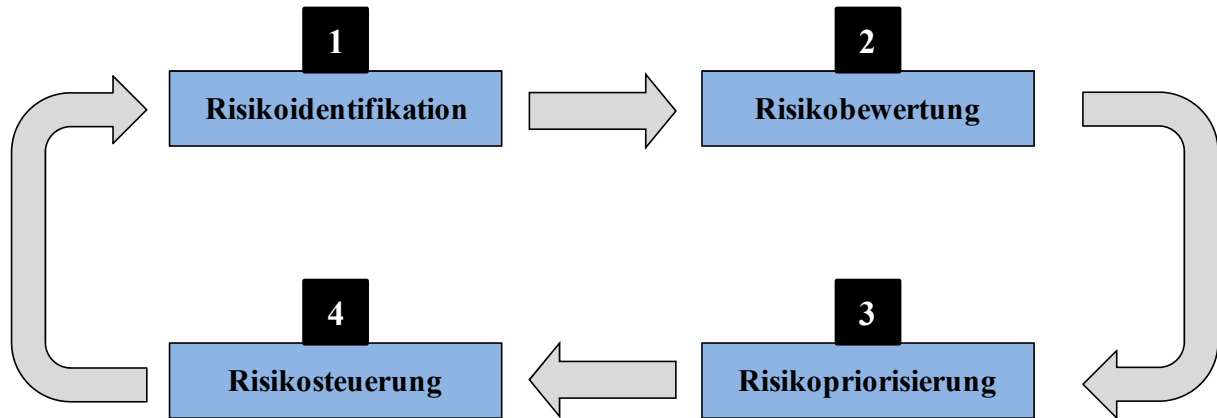 1
Risikoidentifikation
2
Risikobewertung
3
Risikopriorisierung
4
Risikosteuerung